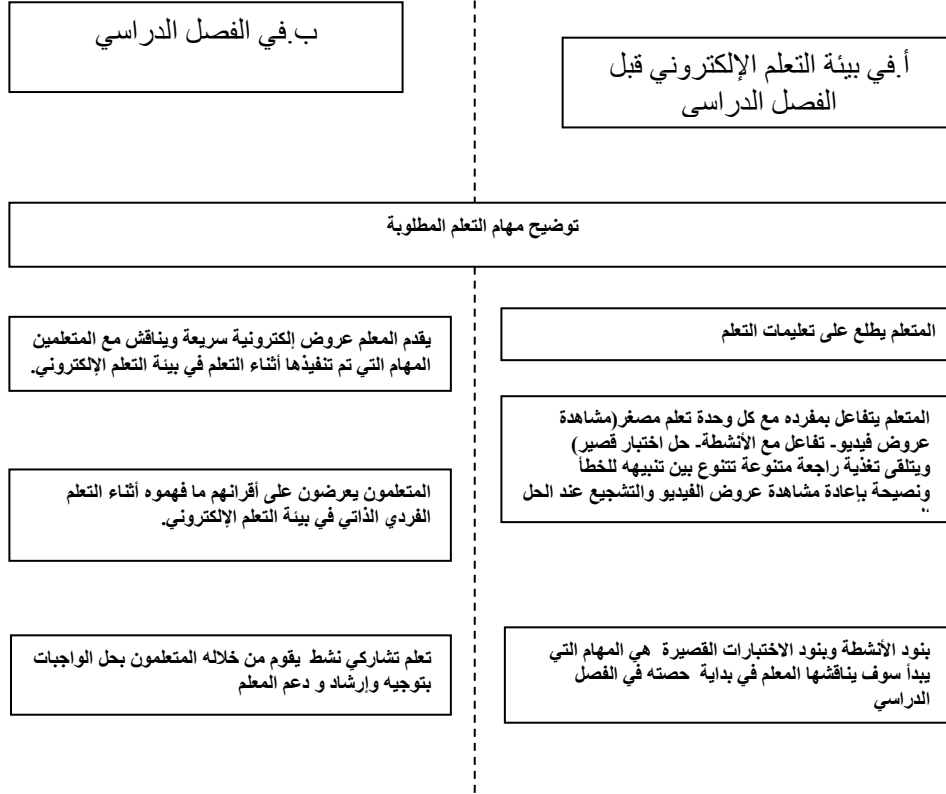 أ.في بيئة التعلم الإلكتروني قبل
الفصل الدراسى
ب.في الفصل الدراسي
توضيح مهام التعلم المطلوبة
المتعلم يطلع على تعليمات التعلم
المتعلم يتفاعل بمفرده مع كل وحدة تعلم مصغر(مشاهدة
عروض فيديو- تفاعل مع الأنشطة- حل اختبار قصير)
ويتلقى تغذية راجعة متنوعة تتنوع بين تنبيهه للخطأ
ونصيحة بإعادة مشاهدة عروض الفيديو والتشجيع عند الحل
بنود الأنشطة وبنود الاختبارات القصيرة هي المهام التي
يبدأ سوف يناقشها المعلم في بداية حصته في الفصل
الدراسي
يقدم المعلم عروض إلكترونية سريعة ويناقش مع المتعلمين
المهام التي تم تنفيذها أثناء التعلم في بيئة التعلم الإلكتروني.
المتعلمون يعرضون على أقرانهم ما فهموه أثناء التعلم
الفردي الذاتي في بيئة التعلم الإلكتروني.
تعلم تشاركي نشط يقوم من خلاله المتعلمون بحل الواجبات
بتوجيه وإرشاد و دعم المعلم